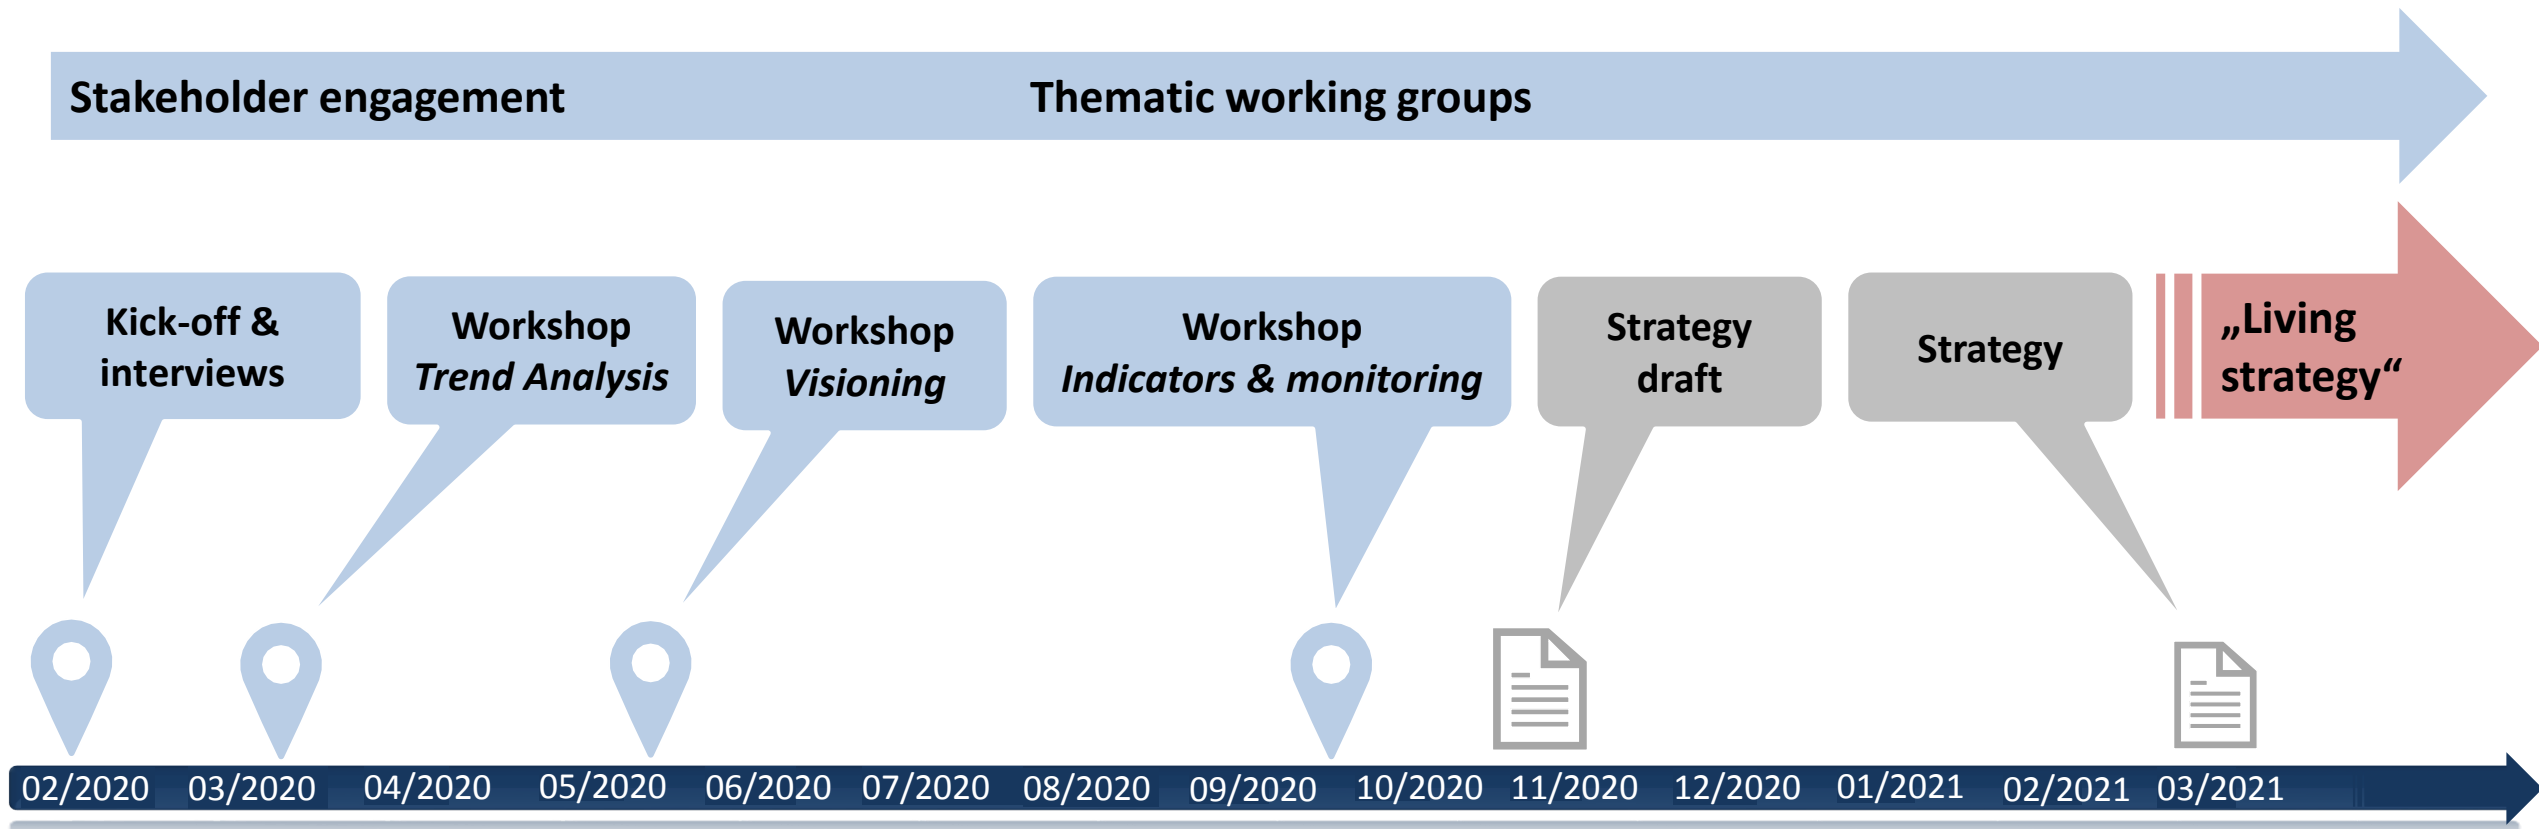 Stakeholder engagement
Thematic working groups
Kick-off &
interviews
Workshop
Trend Analysis
Workshop
Visioning
Workshop
Indicators & monitoring
Strategy
draft
Strategy
„Living
strategy“
02/2020 03/2020 04/2020 05/2020 06/2020 07/2020 08/2020 09/2020 10/2020 11/2020 12/2020 01/2021 02/2021 03/2021